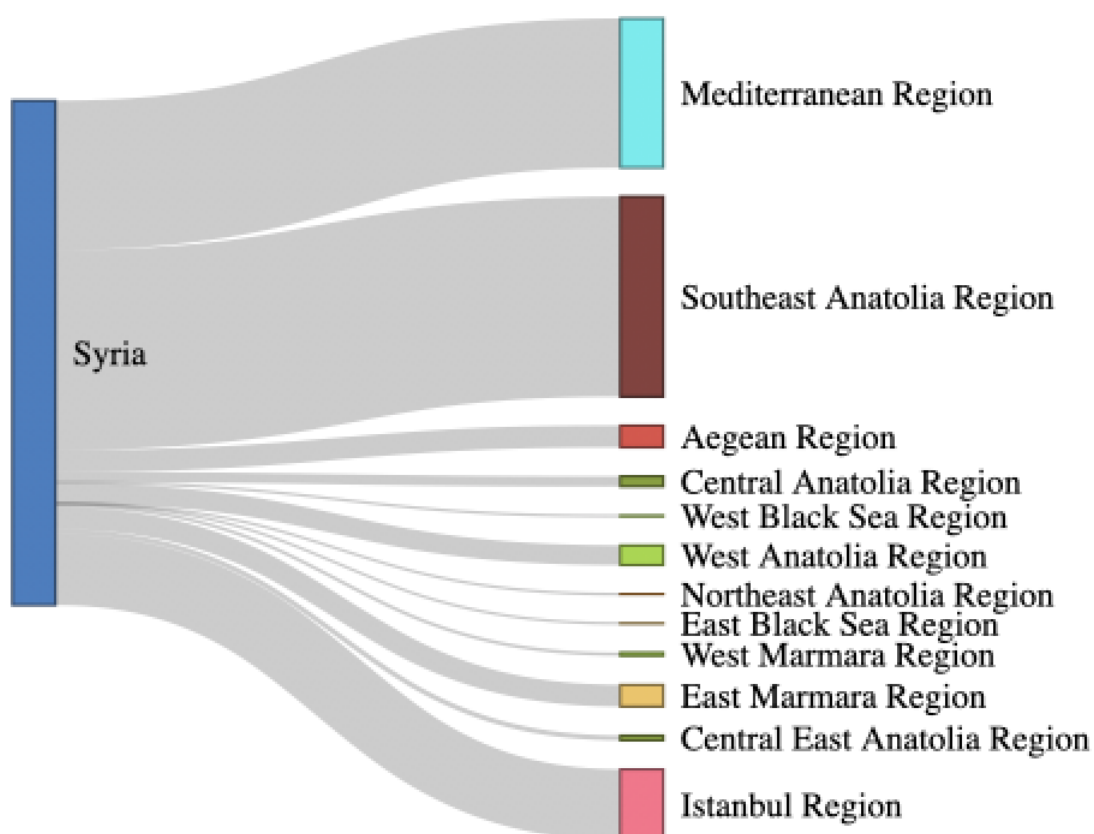 Mediterranean Region
Southeast Anatolia Region
Syria
Aegean Region
Central Anatolia Region
West Black Sea Region
West Anatolia Region
Northeast Anatolia Region
East Black Sea Region
West Marmara Region
East Marmara Region
Central East Anatolia Region
Istanbul Region